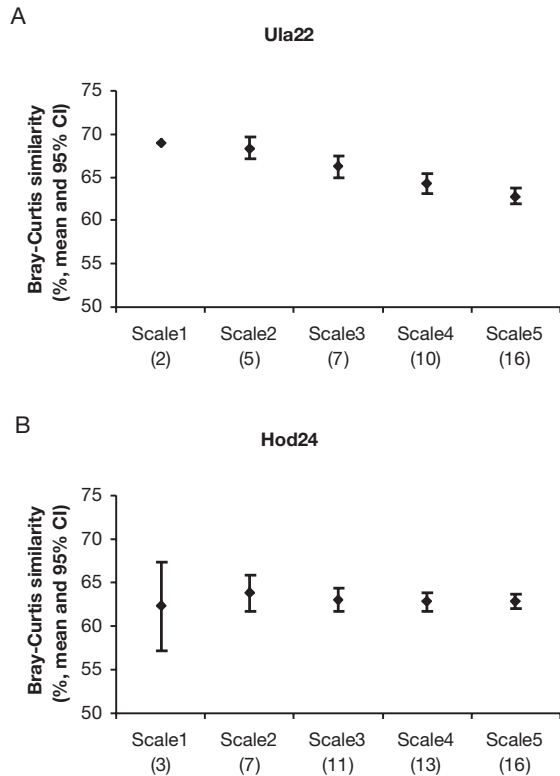 A
Ula22
Bray-Curtis similarity
(%, mean and 95% CI)
75
70
65
60
55
50
Scale1 Scale2 Scale3 Scale4 Scale5
(2) (5) (7) (10) (16)
B
Hod24
Bray-Curtis similarity
(%, mean and 95% CI)
75
70
65
60
55
50
Scale1 Scale2 Scale3 Scale4 Scale5
(3) (7) (11) (13) (16)